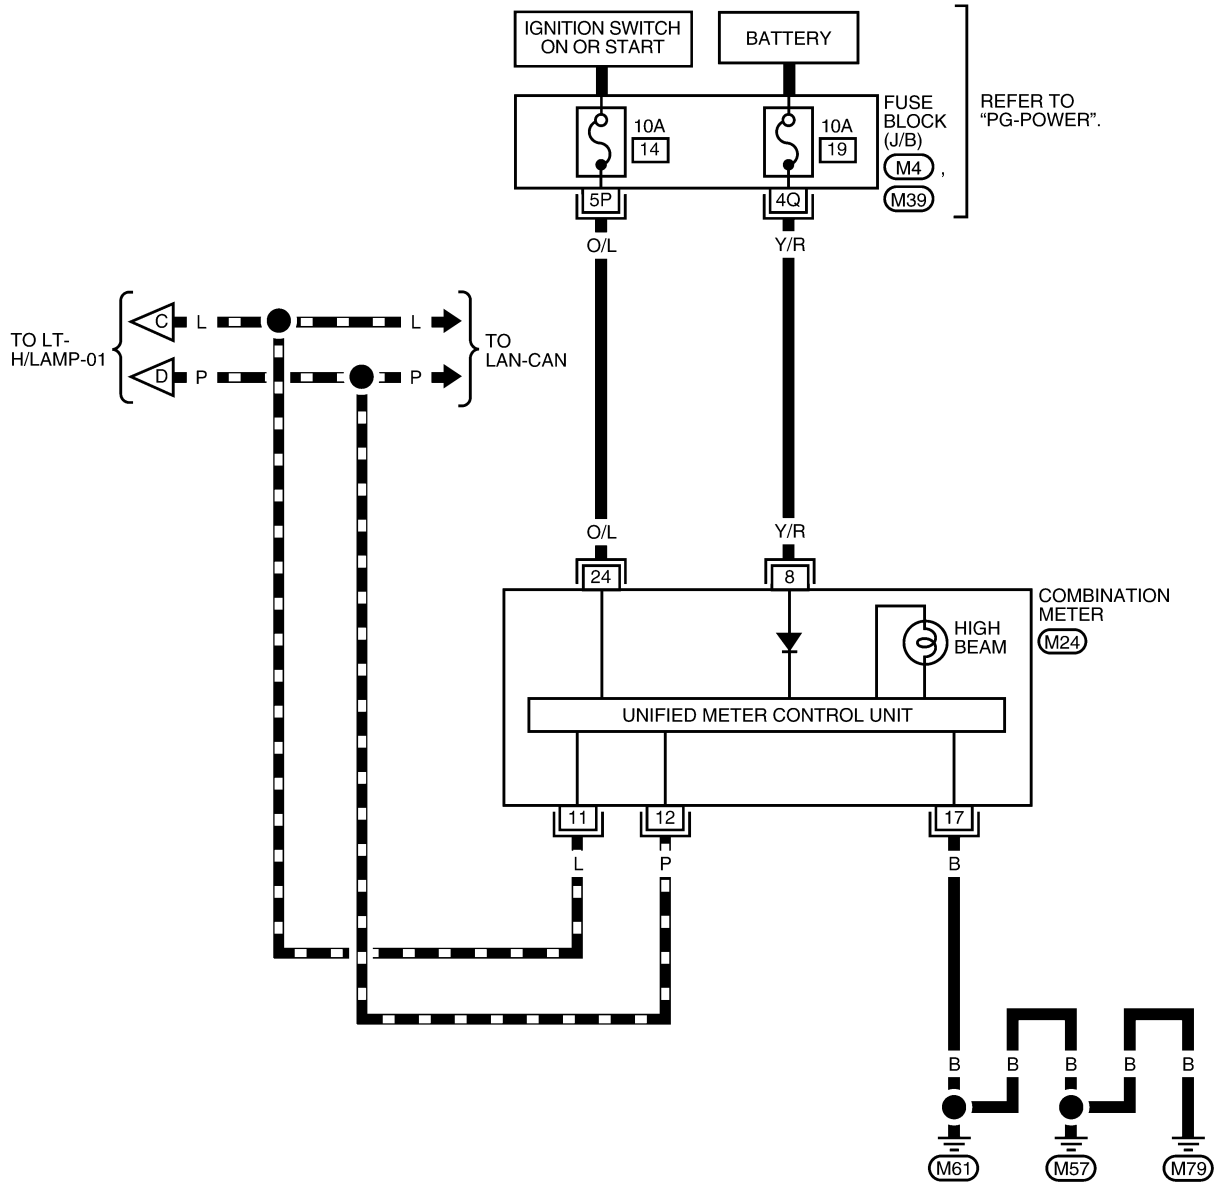 IGNITION SWITCH
ON OR START
BATTERY
FUSE
BLOCK
(J/B)
M4 ,
M39
REFER TO
“PG-POWER”.
10A
14
10A
19
5P
4Q
O/L
Y/R
TO LT-
H/LAMP-01
C
L
L
D
P
P
TO
LAN-CAN
O/L
Y/R
24
8
COMBINATION
METER
M24
HIGH
BEAM
UNIFIED METER CONTROL UNIT
11
12
17
L
P
B
B
B
B
B
B
M61
M57
M79